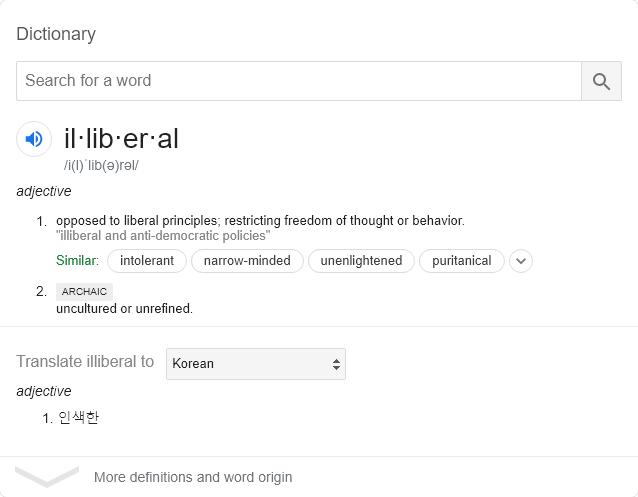 Dictionary
Search for a word
il·lib·er·al
/i(l)ˈlib(ə)rəl/
adjective
1. opposed to liberal principles; restricting freedom of thought or behavior.
"illiberal and anti-democratic policies"
Similar: intolerant narrow-minded unenlightened puritanical
2. ARCHAIC
uncultured or unrefined.
Translate illiberal to Korean
adjective
1. 인색한
More definitions and word origin